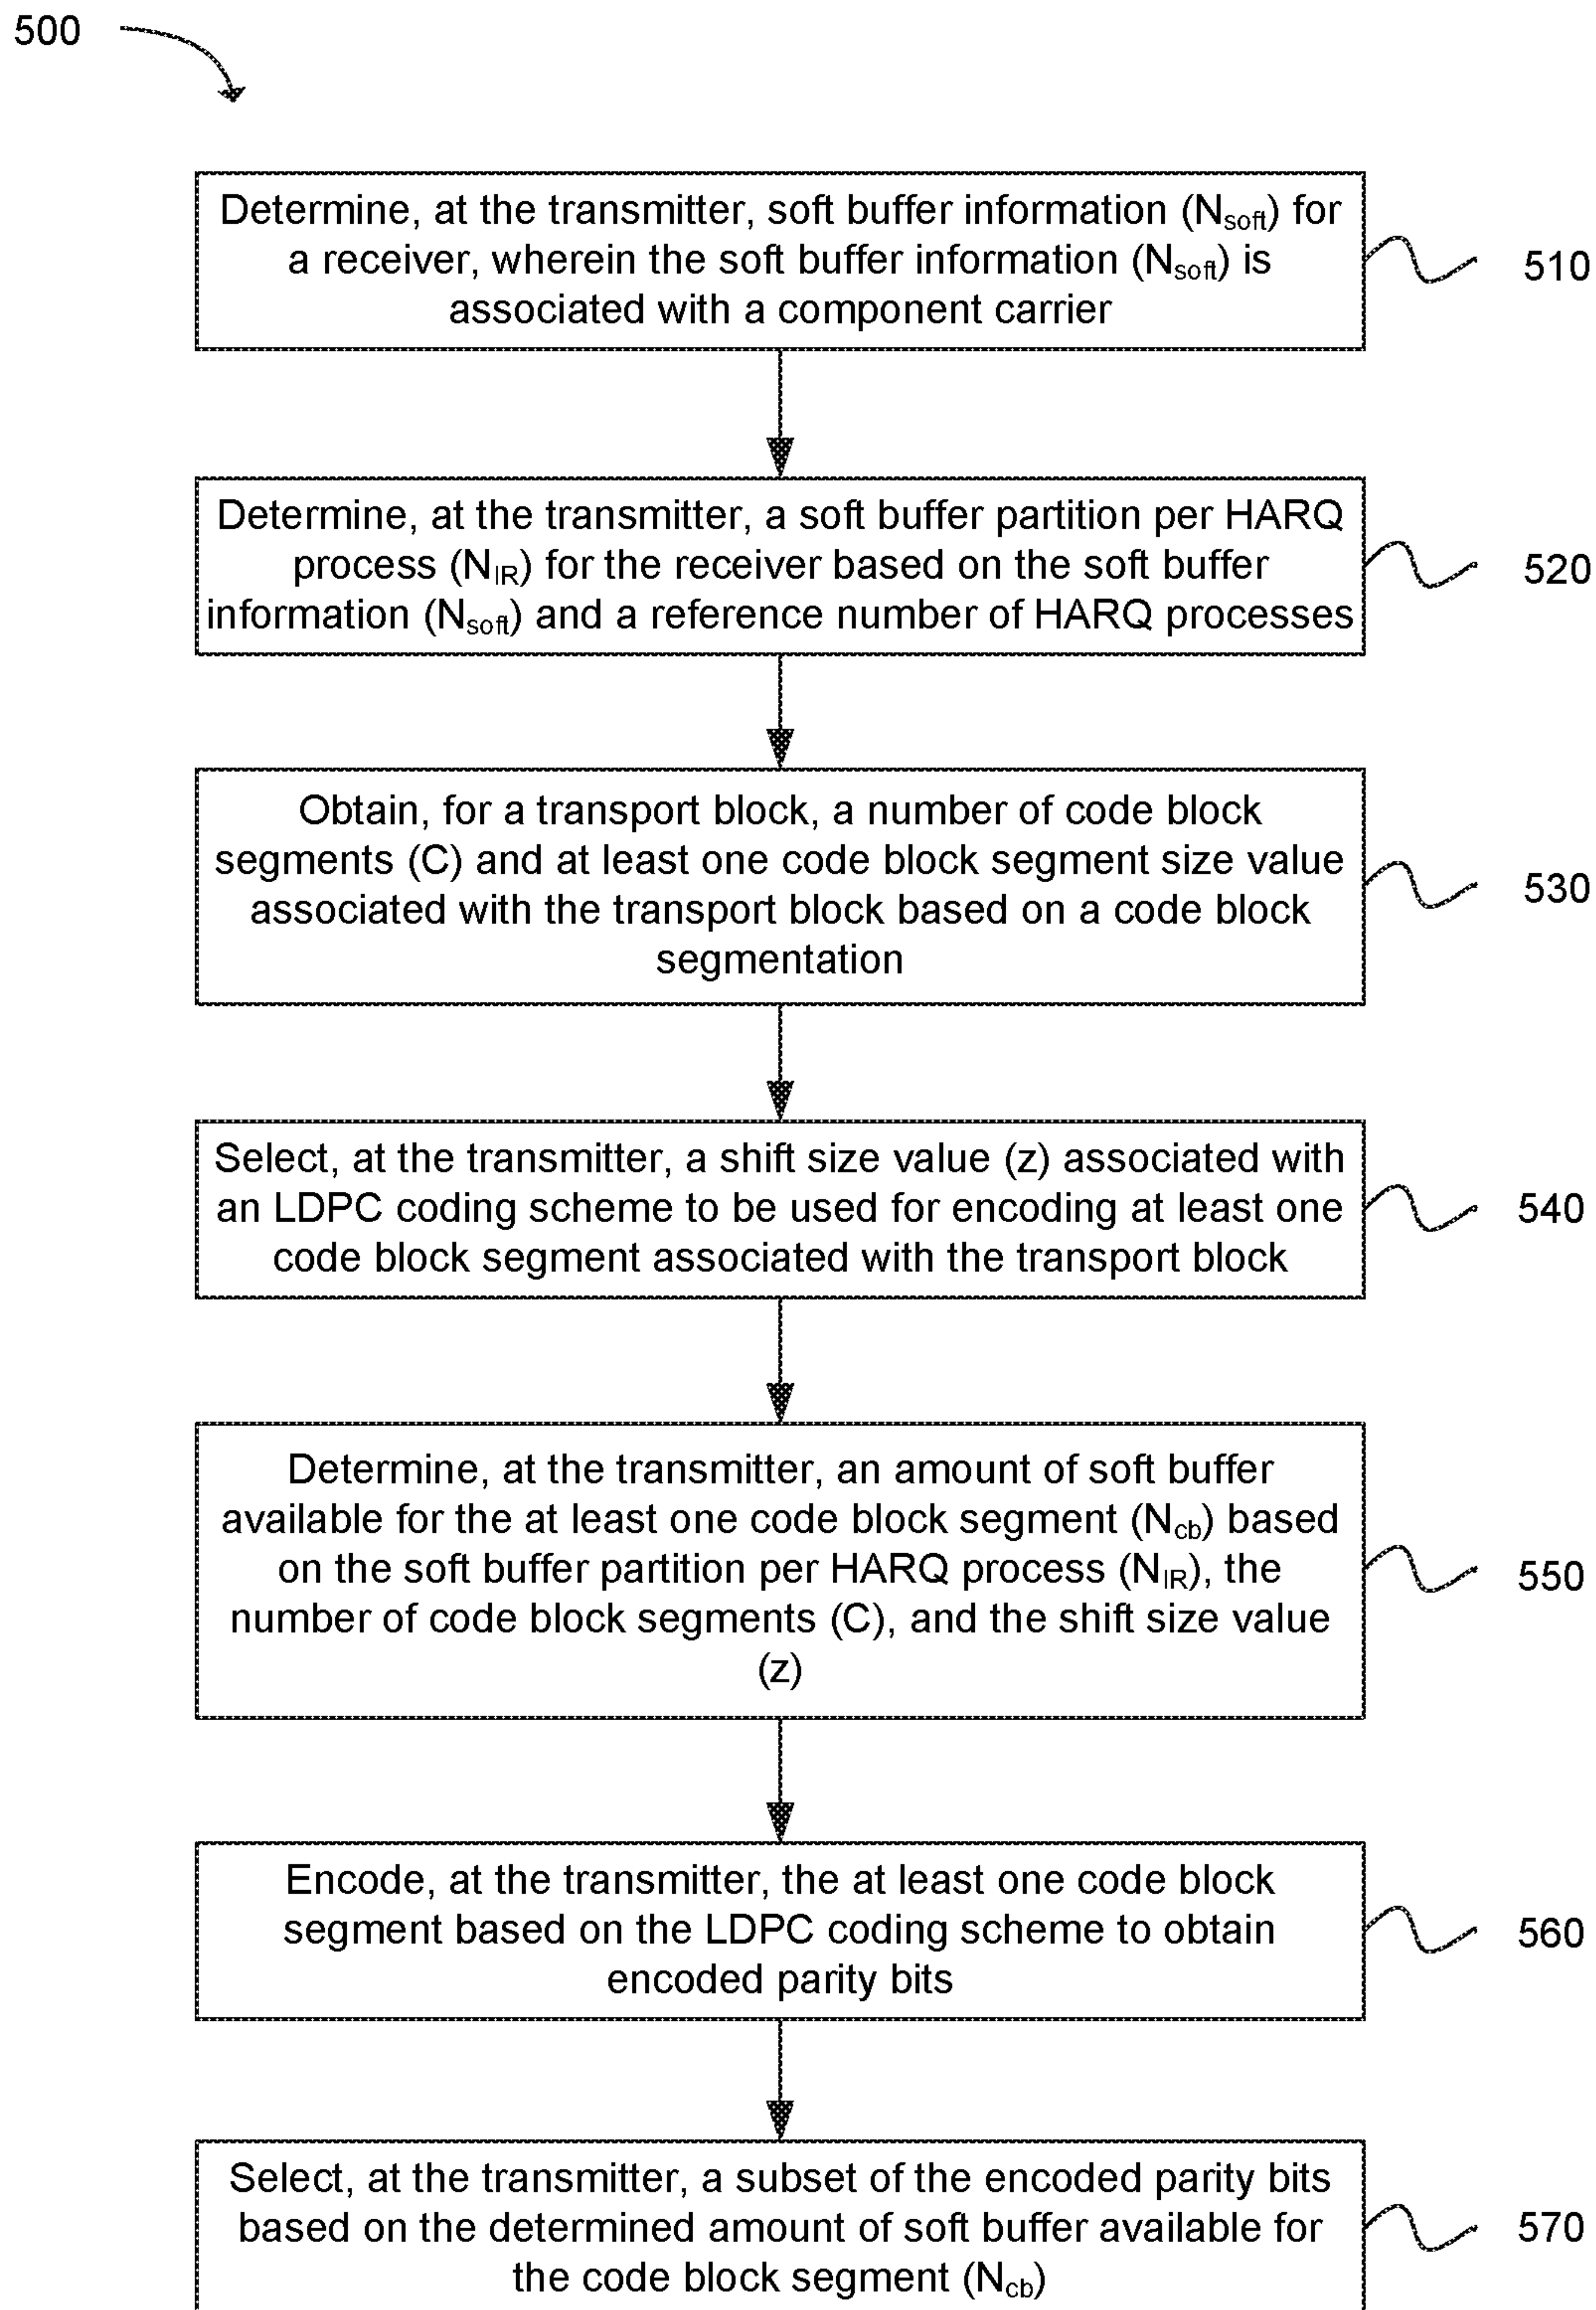 500
Determine, at the transmitter, soft buffer information (Nsoft) for
a receiver, wherein the soft buffer information (Nsoft) is
associated with a component carrier
510
Determine, at the transmitter, a soft buffer partition per HARQ
process (NIR) for the receiver based on the soft buffer
information (Nsoft) and a reference number of HARQ processes
520
Obtain, for a transport block, a number of code block
segments (C) and at least one code block segment size value
associated with the transport block based on a code block
segmentation
530
Select, at the transmitter, a shift size value (z) associated with
an LDPC coding scheme to be used for encoding at least one
code block segment associated with the transport block
540
Determine, at the transmitter, an amount of soft buffer
available for the at least one code block segment (Ncb) based
on the soft buffer partition per HARQ process (NIR), the
number of code block segments (C), and the shift size value
(z)
550
Encode, at the transmitter, the at least one code block
segment based on the LDPC coding scheme to obtain
encoded parity bits
560
Select, at the transmitter, a subset of the encoded parity bits
based on the determined amount of soft buffer available for
the code block segment (Ncb)
570